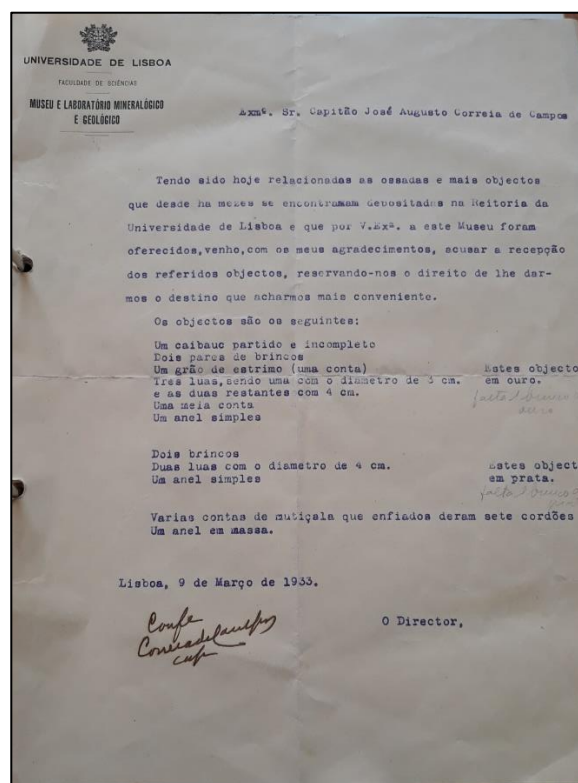 UNIVERSIDADE DE LISBOA
FACULDADE DE SCIÊNCIAS
MUSEU E LABORATÓRIO MINERALÓGICO
E GEOLÓGICO
Exmº. Sr. Capitão José Augusto Correia de Campos
Tendo sido hoje relacionadas as ossadas e mais objectos
que desde ha mezes se encontravam depositadas na Reitoria da
Universidade de Lisboa e que por V.Exª. a este Museu foram
oferecidos,venho,com os meus agradecimentos, acusar a recepção
dos referidos objectos, reservando-nos o direito de lhe dar-
mos o destino que acharmos mais conveniente.
Os objectos são os seguintes:
Um caibauc partido e incompleto
Dois pares de brincos
Um grão de estrimo (uma conta) Estes objecto
Tres luas,sendo uma com o diametro de 3 cm. em ouro.
e as duas restantes com 4 cm.
Uma meia conta
Um anel simples
falta 1 brinco
Dois brincos
Duas luas com o diametro de 4 cm. Estes object
Um anel simples em prata.
falta 1 brinco
Varias contas de mutiçala que enfiados deram sete cordões
Um anel em massa.
Lisboa, 9 de Março de 1933.
O Director,